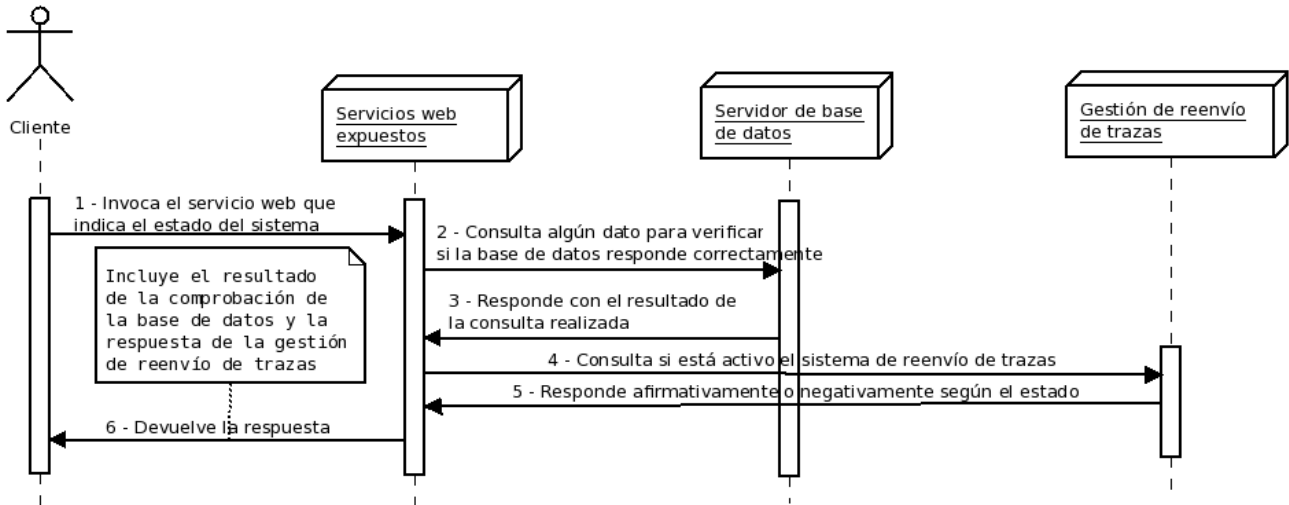 Cliente
Servicios web
expuestos
Servidor de base
de datos
Gestión de reenvío
de trazas
1 - Invoca el servicio web que
indica el estado del sistema
2 - Consulta algún dato para verificar
si la base de datos responde correctamente
Incluye el resultado
de la comprobación de
la base de datos y la
respuesta de la gestión
de reenvío de trazas
3 - Responde con el resultado de
la consulta realizada
4 - Consulta si está activo el sistema de reenvío de trazas
5 - Responde afirmativamente o negativamente según el estado
6 - Devuelve la respuesta